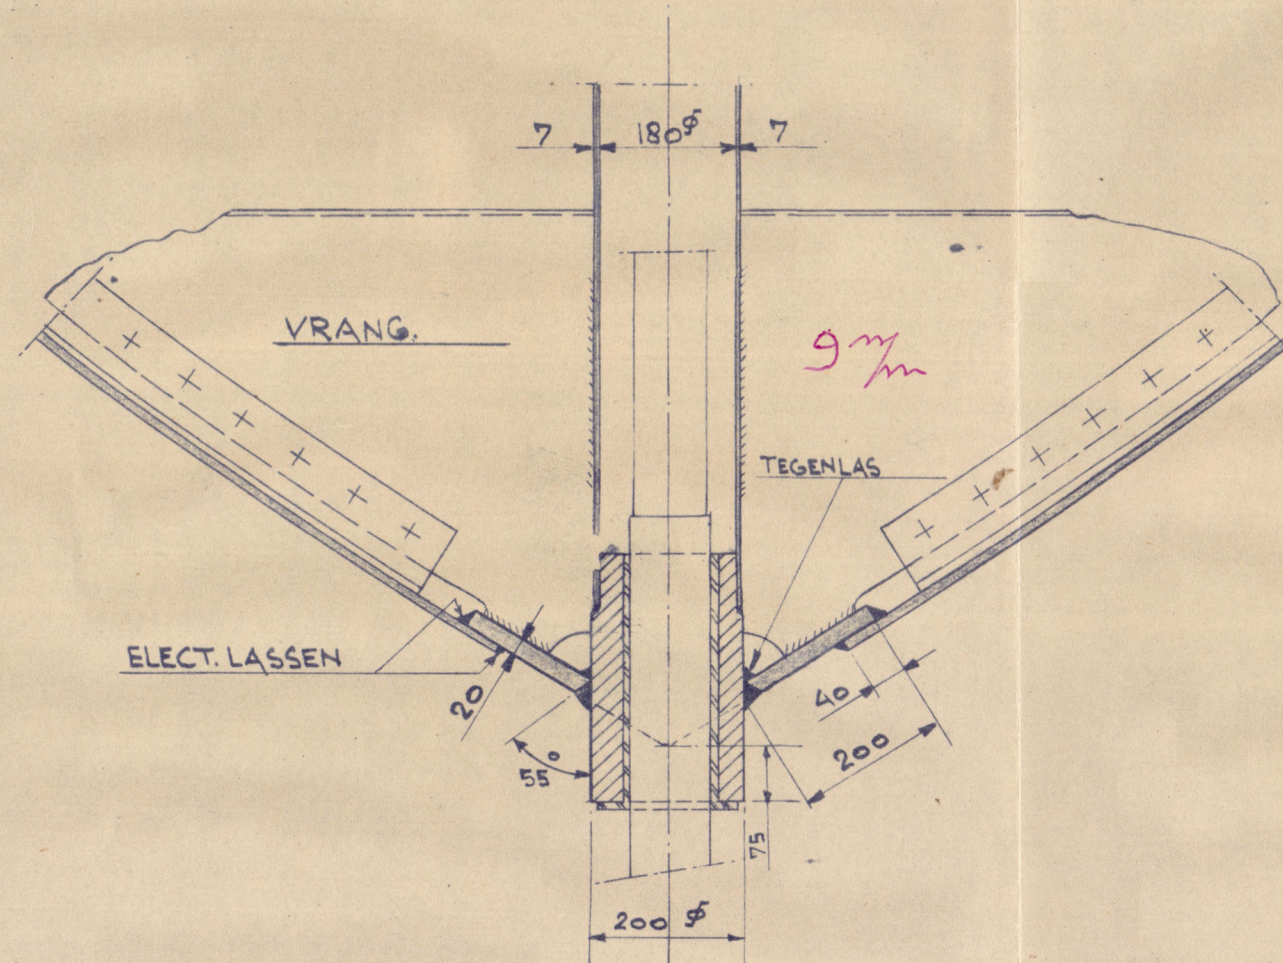 7
180 ⌀
7
VRANG.
9 m/m
TEGENLAS
ELECT. LASSEN
20
40
200
55°
75
200 ⌀